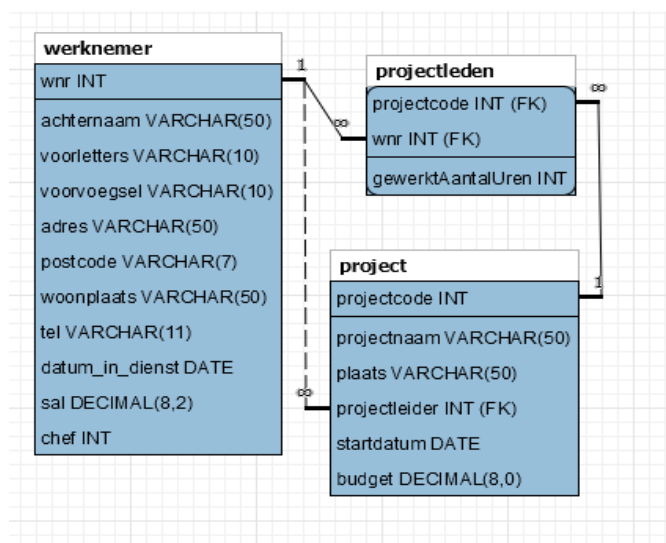 werknemer
wnr INT
achternaam VARCHAR(50)
voorletters VARCHAR(10)
voorvoegsel VARCHAR(10)
adres VARCHAR(50)
postcode VARCHAR(7)
woonplaats VARCHAR(50)
tel VARCHAR(11)
datum_in_dienst DATE
sal DECIMAL(8,2)
chef INT
1
∞
∞
projectleden
projectcode INT (FK)
wnr INT (FK)
gewerktAantalUren INT
∞
1
project
projectcode INT
projectnaam VARCHAR(50)
plaats VARCHAR(50)
projectleider INT (FK)
startdatum DATE
budget DECIMAL(8,0)